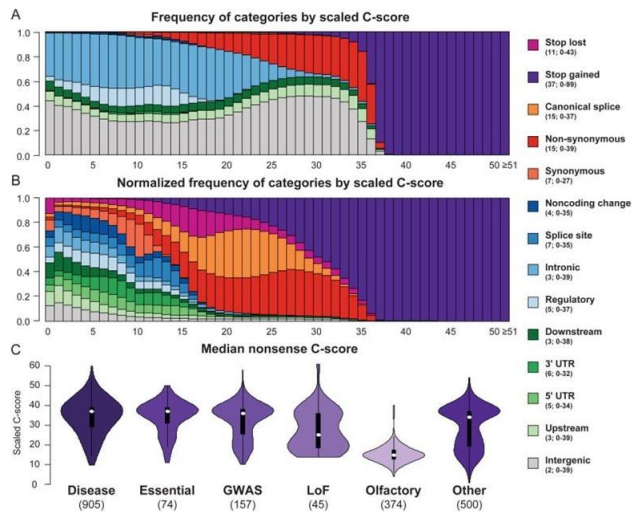 A
Frequency of categories by scaled C-score
1.0
0.8
0.6
0.4
0.2
0.0
0 5 10 15 20 25 30 35 40 45 50 ≥51
B
Normalized frequency of categories by scaled C-score
1.0
0.8
0.6
0.4
0.2
0.0
0 5 10 15 20 25 30 35 40 45 50 ≥51
C
Median nonsense C-score
Scaled C-score
60
50
40
30
20
10
0
Disease Essential GWAS LoF Olfactory Other
(905) (74) (157) (45) (374) (500)
Stop lost
(11; 0-43)
Stop gained
(37; 0-99)
Canonical splice
(15; 0-37)
Non-synonymous
(15; 0-39)
Synonymous
(7; 0-27)
Noncoding change
(4; 0-35)
Splice site
(7; 0-35)
Intronic
(3; 0-39)
Regulatory
(5; 0-37)
Downstream
(3; 0-38)
3' UTR
(6; 0-32)
5' UTR
(5; 0-34)
Upstream
(3; 0-39)
Intergenic
(2; 0-39)